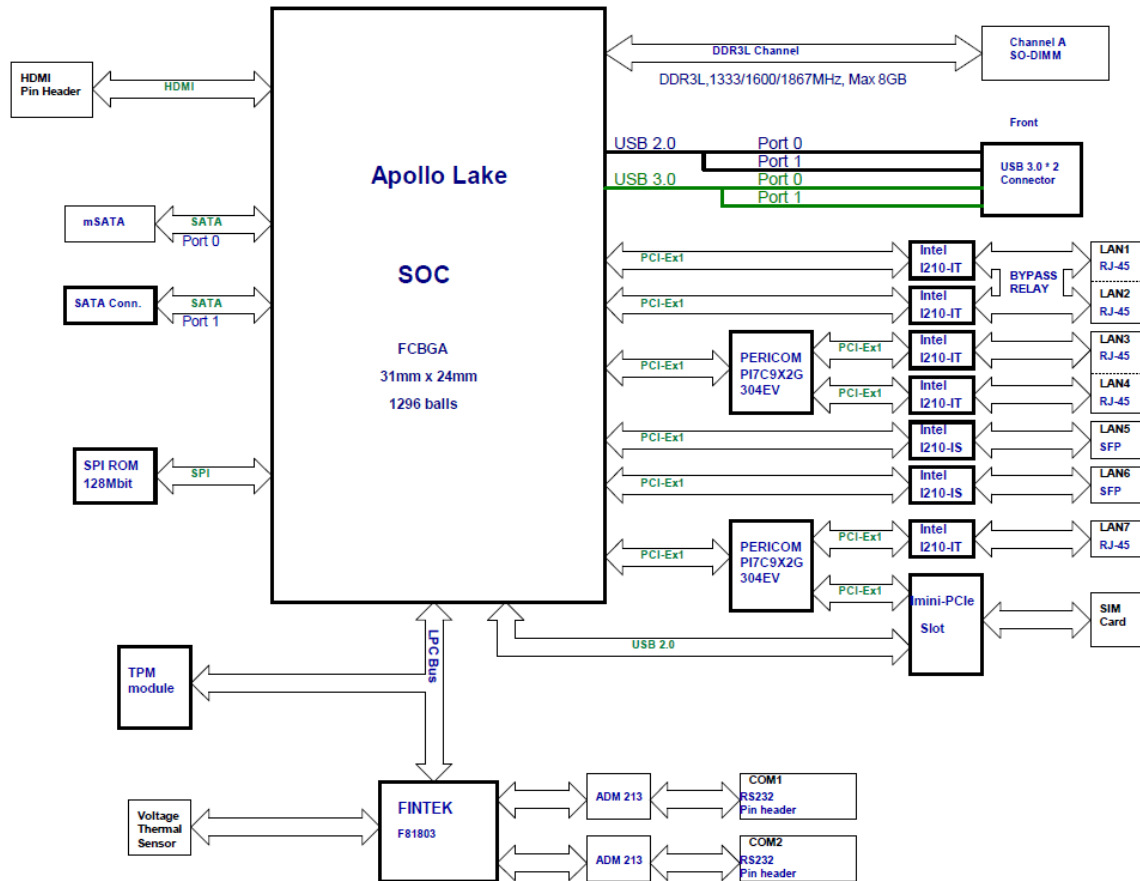 DDR3L Channel
Channel A
SO-DIMM
DDR3L,1333/1600/1867MHz, Max 8GB
HDMI
Pin Header
HDMI
Front
USB 2.0
Port 0
Port 1
USB 3.0
Port 0
Port 1
USB 3.0 * 2
Connector
Apollo Lake
SOC
FCBGA
31mm x 24mm
1296 balls
mSATA
SATA
Port 0
SATA Conn.
SATA
Port 1
SPI ROM
128Mbit
SPI
PCI-Ex1
Intel
I210-IT
LAN1
RJ-45
BYPASS
RELAY
PCI-Ex1
Intel
I210-IT
LAN2
RJ-45
PCI-Ex1
PERICOM
PI7C9X2G
304EV
PCI-Ex1
Intel
I210-IT
LAN3
RJ-45
PCI-Ex1
Intel
I210-IT
LAN4
RJ-45
PCI-Ex1
Intel
I210-IS
LAN5
SFP
PCI-Ex1
Intel
I210-IS
LAN6
SFP
PCI-Ex1
PERICOM
PI7C9X2G
304EV
PCI-Ex1
Intel
I210-IT
LAN7
RJ-45
PCI-Ex1
Imini-PCIe
Slot
SIM
Card
USB 2.0
LPC Bus
TPM
module
Voltage
Thermal
Sensor
FINTEK
F81803
ADM 213
COM1
RS232
Pin header
ADM 213
COM2
RS232
Pin header